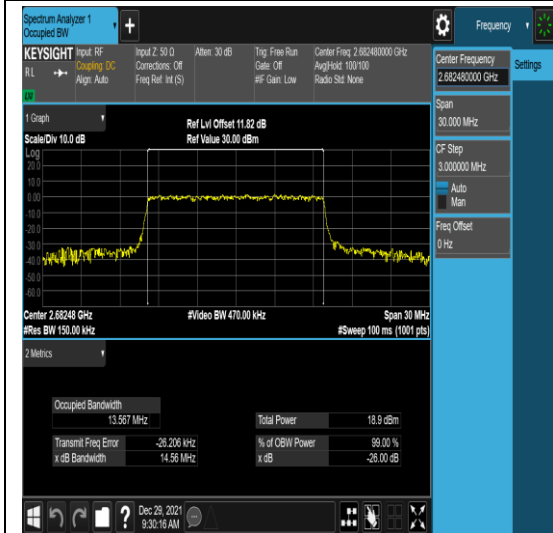 Spectrum Analyzer 1
Occupied BW
Frequency
KEYSIGHT
R L
Input: RF
Coupling: DC
Align: Auto
Input Z: 50 Ω
Corrections: Off
Freq Ref: Int (S)
Atten: 30 dB
Trig: Free Run
Gate: Off
#IF Gain: Low
Center Freq: 2.682480000 GHz
Avg|Hold: 100/100
Radio Std: None
Center Frequency
2.682480000 GHz
Settings
Span
30.000 MHz
CF Step
3.000000 MHz
Auto
Man
Freq Offset
0 Hz
1 Graph
Scale/Div 10.0 dB
Ref Lvl Offset 11.82 dB
Ref Value 30.00 dBm
Log
20.0
10.0
0.00
-10.0
-20.0
-30.0
-40.0
-50.0
-60.0
Center 2.68248 GHz
#Video BW 470.00 kHz
Span 30 MHz
#Res BW 150.00 kHz
#Sweep 100 ms (1001 pts)
2 Metrics
Occupied Bandwidth
13.567 MHz
Total Power 18.9 dBm
Transmit Freq Error -26.206 kHz
% of OBW Power 99.00 %
x dB Bandwidth 14.56 MHz
x dB -26.00 dB
?
Dec 29, 2021
9:30:16 AM